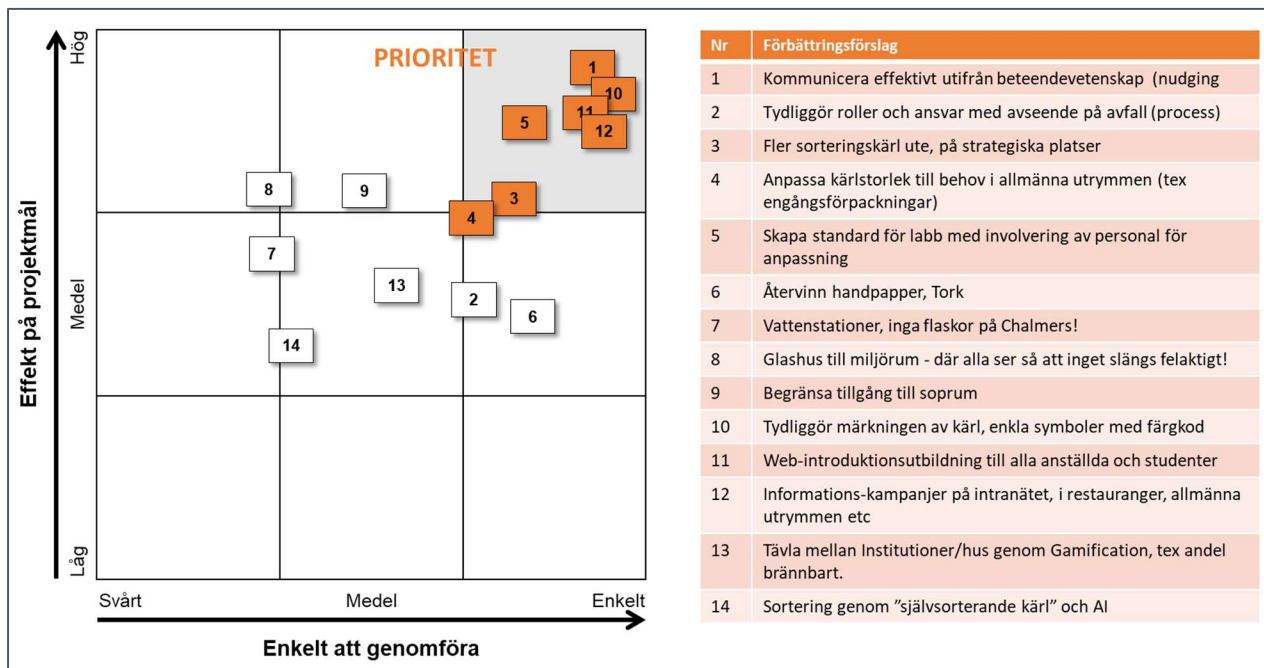 Hög
PRIORITET
1
10
11
5
12
8
9
3
4
7
13
2
6
14
Effekt på projektmål
Medel
Låg
Svårt Medel Enkelt
Enkelt att genomföra
Nr Förbättringsförslag
1 Kommunicera effektivt utifrån beteendevetenskap (nudging
2 Tydliggör roller och ansvar med avseende på avfall (process)
3 Fler sorteringskärl ute, på strategiska platser
4 Anpassa kärlstorlek till behov i allmänna utrymmen (tex
engångsförpackningar)
5 Skapa standard för labb med involvering av personal för
anpassning
6 Återvinn handpapper, Tork
7 Vattenstationer, inga flaskor på Chalmers!
8 Glashus till miljörum - där alla ser så att inget slängs felaktigt!
9 Begränsa tillgång till soprum
10 Tydliggör märkningen av kärl, enkla symboler med färgkod
11 Web-introduktionsutbildning till alla anställda och studenter
12 Informations-kampanjer på intranätet, i restauranger, allmänna
utrymmen etc
13 Tävla mellan Institutioner/hus genom Gamification, tex andel
brännbart.
14 Sortering genom ”självsorterande kärl” och AI